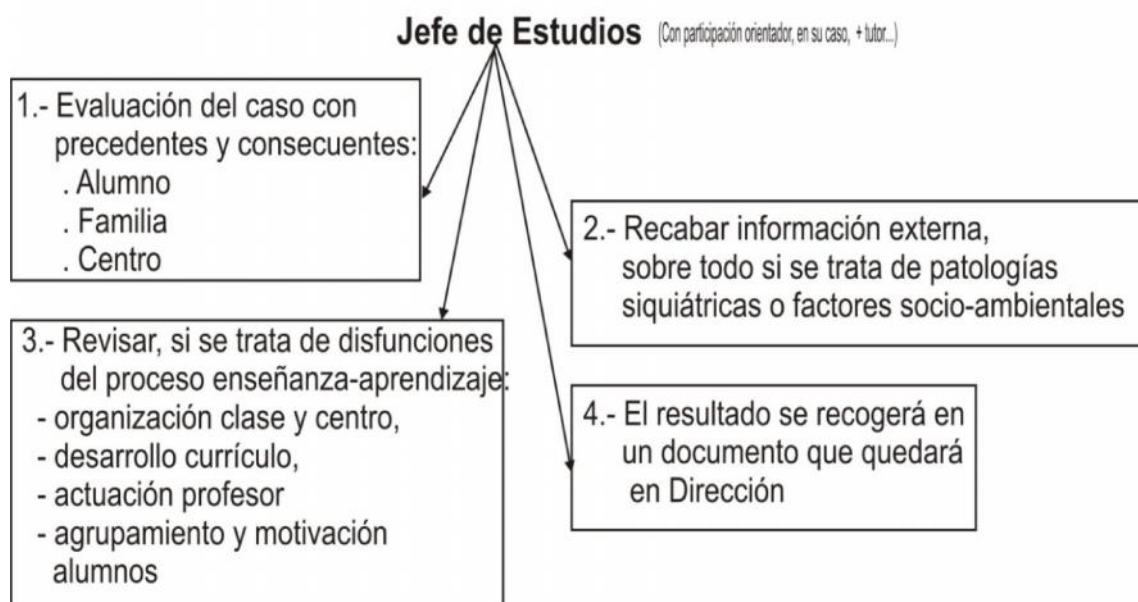 Jefe de Estudios (Con participación orientador, en su caso, + tutor...)
1.- Evaluación del caso con
precedentes y consecuentes:
. Alumno
. Familia
. Centro
2.- Recabar información externa,
sobre todo si se trata de patologías
siquiátricas o factores socio-ambientales
3.- Revisar, si se trata de disfunciones
del proceso enseñanza-aprendizaje:
- organización clase y centro,
- desarrollo currículo,
- actuación profesor
- agrupamiento y motivación
alumnos
4.- El resultado se recogerá en
un documento que quedará
en Dirección